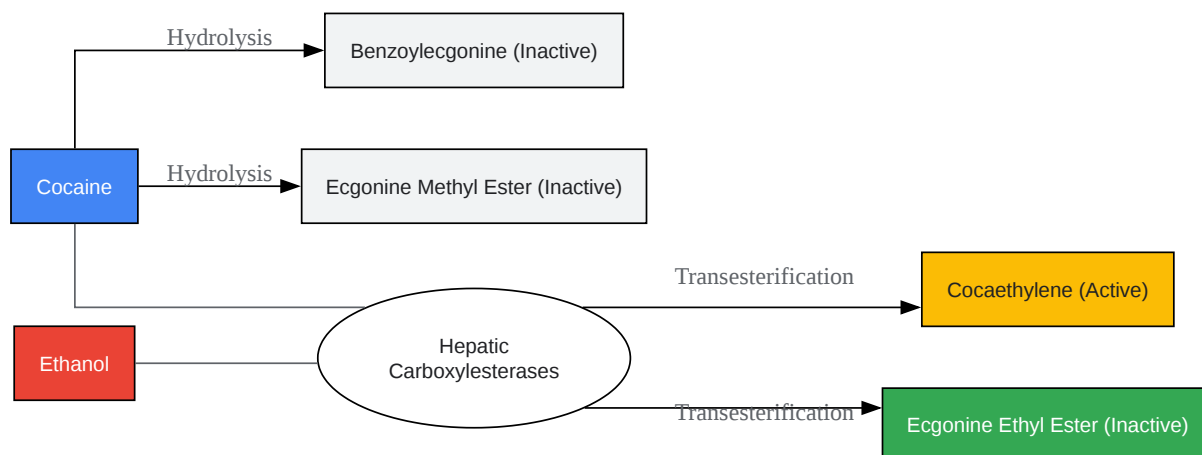 Hydrolysis
Benzoylecgonine (Inactive)
Cocaine
Hydrolysis
Ecgonine Methyl Ester (Inactive)
Transesterification
Cocaethylene (Active)
Ethanol
Hepatic
Carboxylesterases
Transesterification
Ecgonine Ethyl Ester (Inactive)